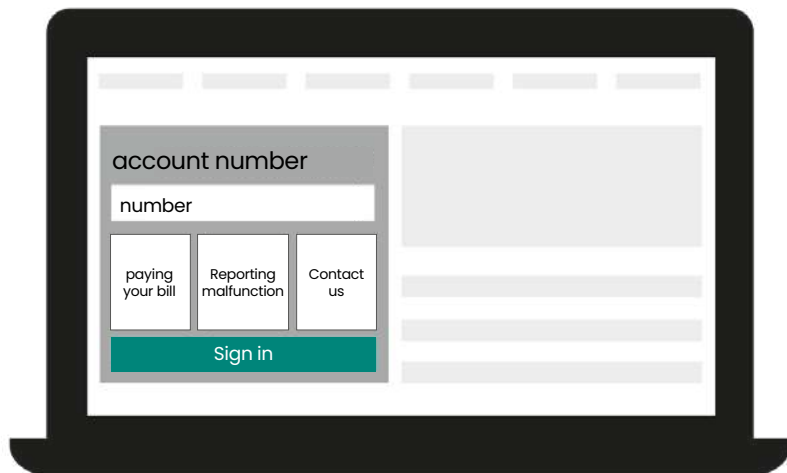 account number
number
paying
your bill
Reporting
malfunction
Contact
us
Sign in